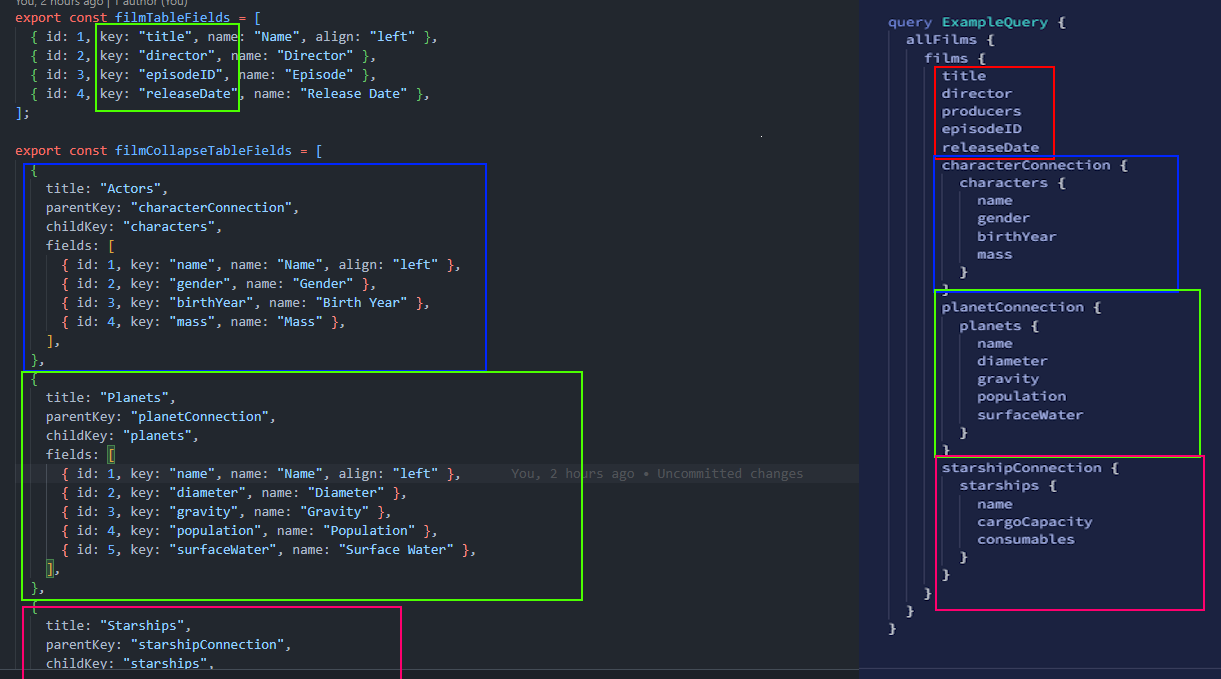 You, 2 hours ago | 1 author (You)
export const filmTableFields = [
{ id: 1, key: "title", name: "Name", align: "left" },
{ id: 2, key: "director", name: "Director" },
{ id: 3, key: "episodeID", name: "Episode" },
{ id: 4, key: "releaseDate", name: "Release Date" },
];
export const filmCollapseTableFields = [
{
title: "Actors",
parentKey: "characterConnection",
childKey: "characters",
fields: [
{ id: 1, key: "name", name: "Name", align: "left" },
{ id: 2, key: "gender", name: "Gender" },
{ id: 3, key: "birthYear", name: "Birth Year" },
{ id: 4, key: "mass", name: "Mass" },
],
},
{
title: "Planets",
parentKey: "planetConnection",
childKey: "planets",
fields: [
{ id: 1, key: "name", name: "Name", align: "left" }, You, 2 hours ago • Uncommitted changes
{ id: 2, key: "diameter", name: "Diameter" },
{ id: 3, key: "gravity", name: "Gravity" },
{ id: 4, key: "population", name: "Population" },
{ id: 5, key: "surfaceWater", name: "Surface Water" },
],
},
{
title: "Starships",
parentKey: "starshipConnection",
childKey: "starships",
query ExampleQuery {
allFilms {
films {
title
director
producers
episodeID
releaseDate
characterConnection {
characters {
name
gender
birthYear
mass
}
}
planetConnection {
planets {
name
diameter
gravity
population
surfaceWater
}
}
starshipConnection {
starships {
name
cargoCapacity
consumables
}
}
}
}
}